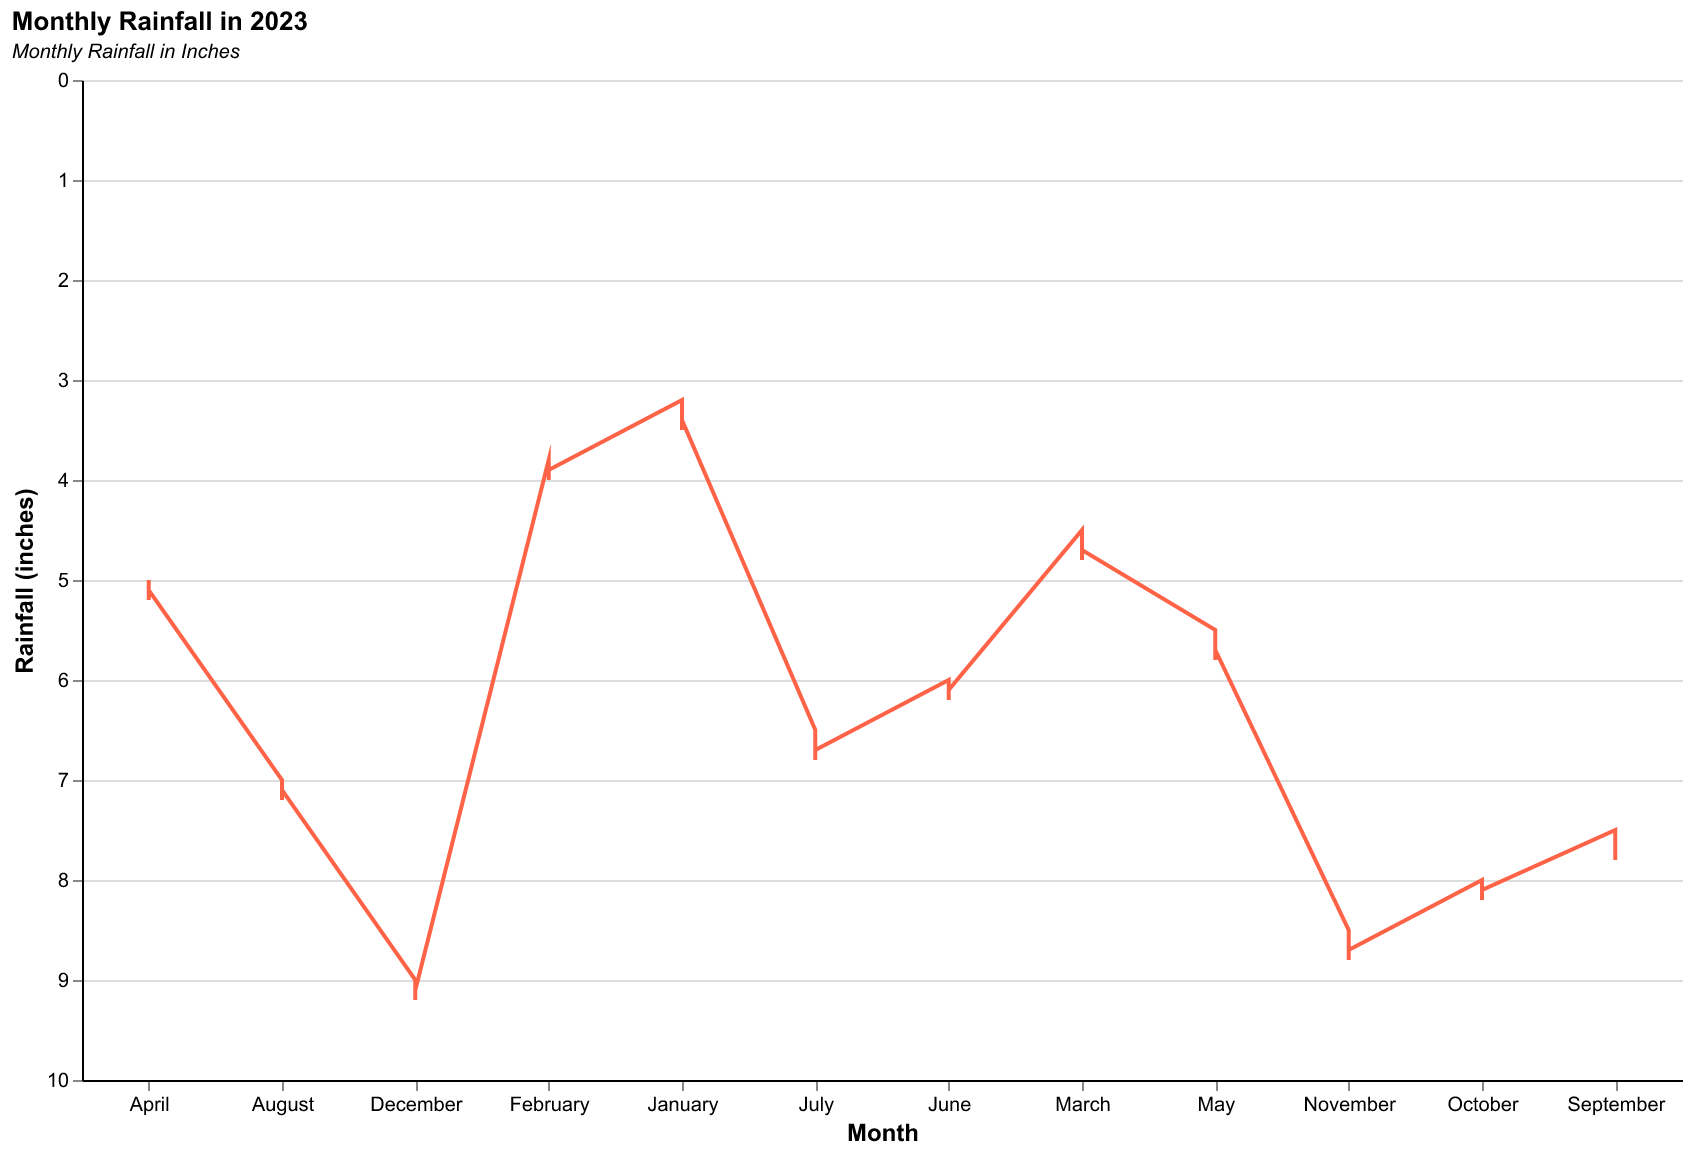 Monthly Rainfall in 2023
Monthly Rainfall in Inches
0
1
2
3
4
5
6
7
8
9
10
Rainfall (inches)
April August December February January July June March May November October September
Month